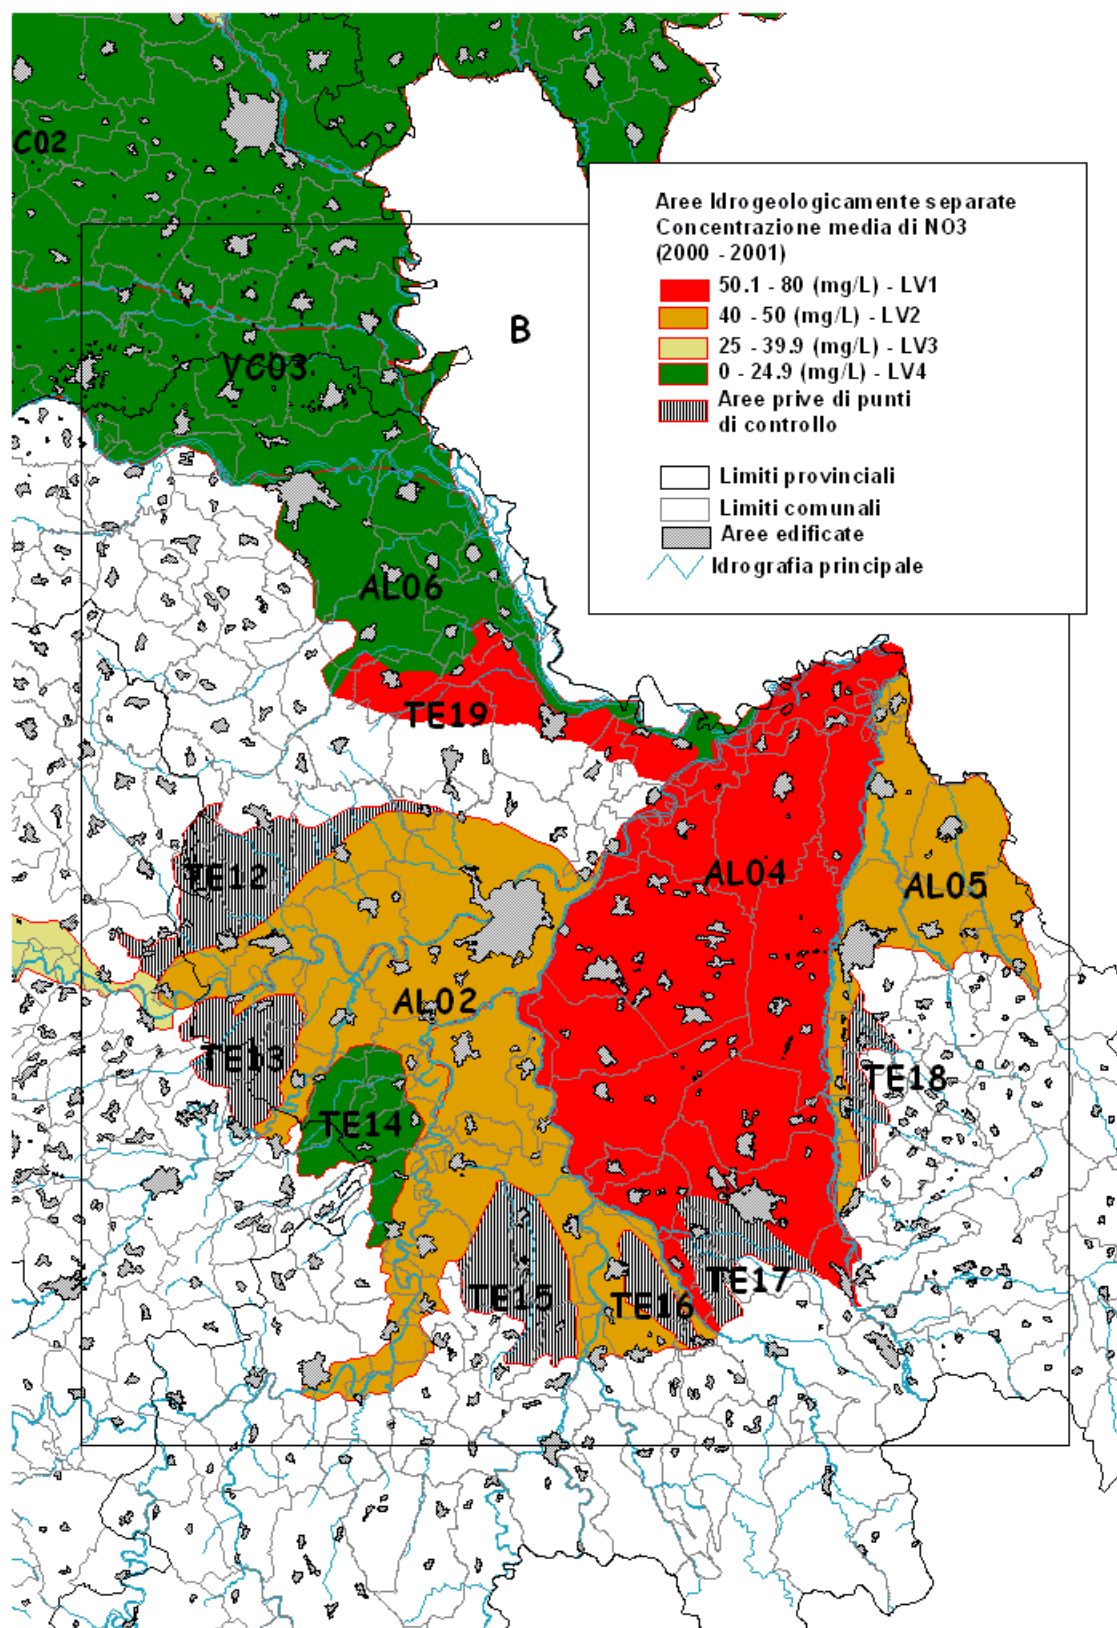 C02
Aree Idrogeologicamente separate
Concentrazione media di NO3
(2000 - 2001)
50.1 - 80 (mg/L) - LV1
40 - 50 (mg/L) - LV2
25 - 39.9 (mg/L) - LV3
0 - 24.9 (mg/L) - LV4
Aree prive di punti
di controllo
Limiti provinciali
Limiti comunali
Aree edificate
Idrografia principale
B
VC03
AL06
TE19
TE12
AL04
AL05
AL02
TE13
TE18
TE14
TE15
TE16
TE17